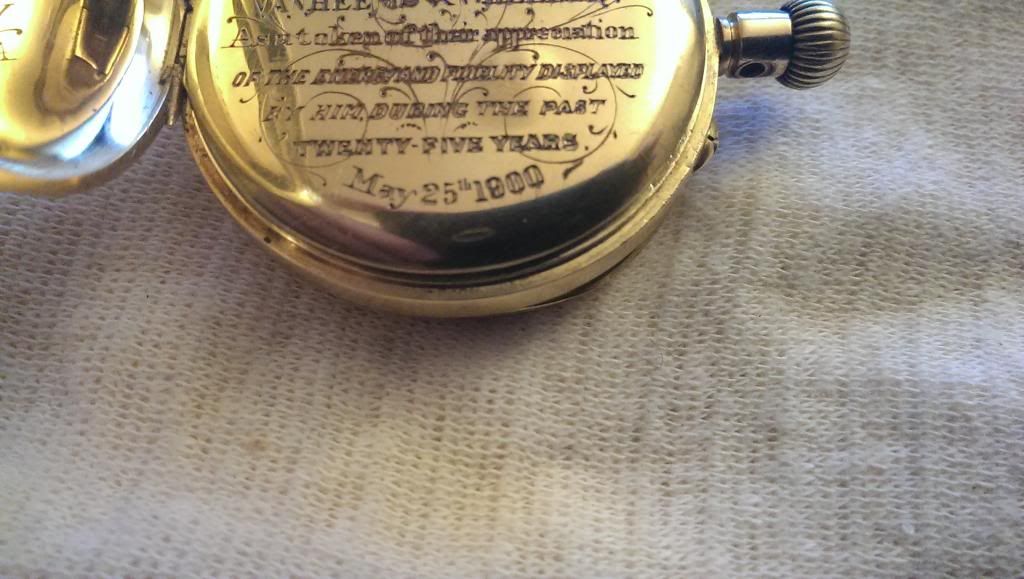 As a token of their appreciation
OF THE ENERGY AND FIDELITY DISPLAYED
BY HIM, DURING THE PAST
TWENTY-FIVE YEARS.
May 25th 1900